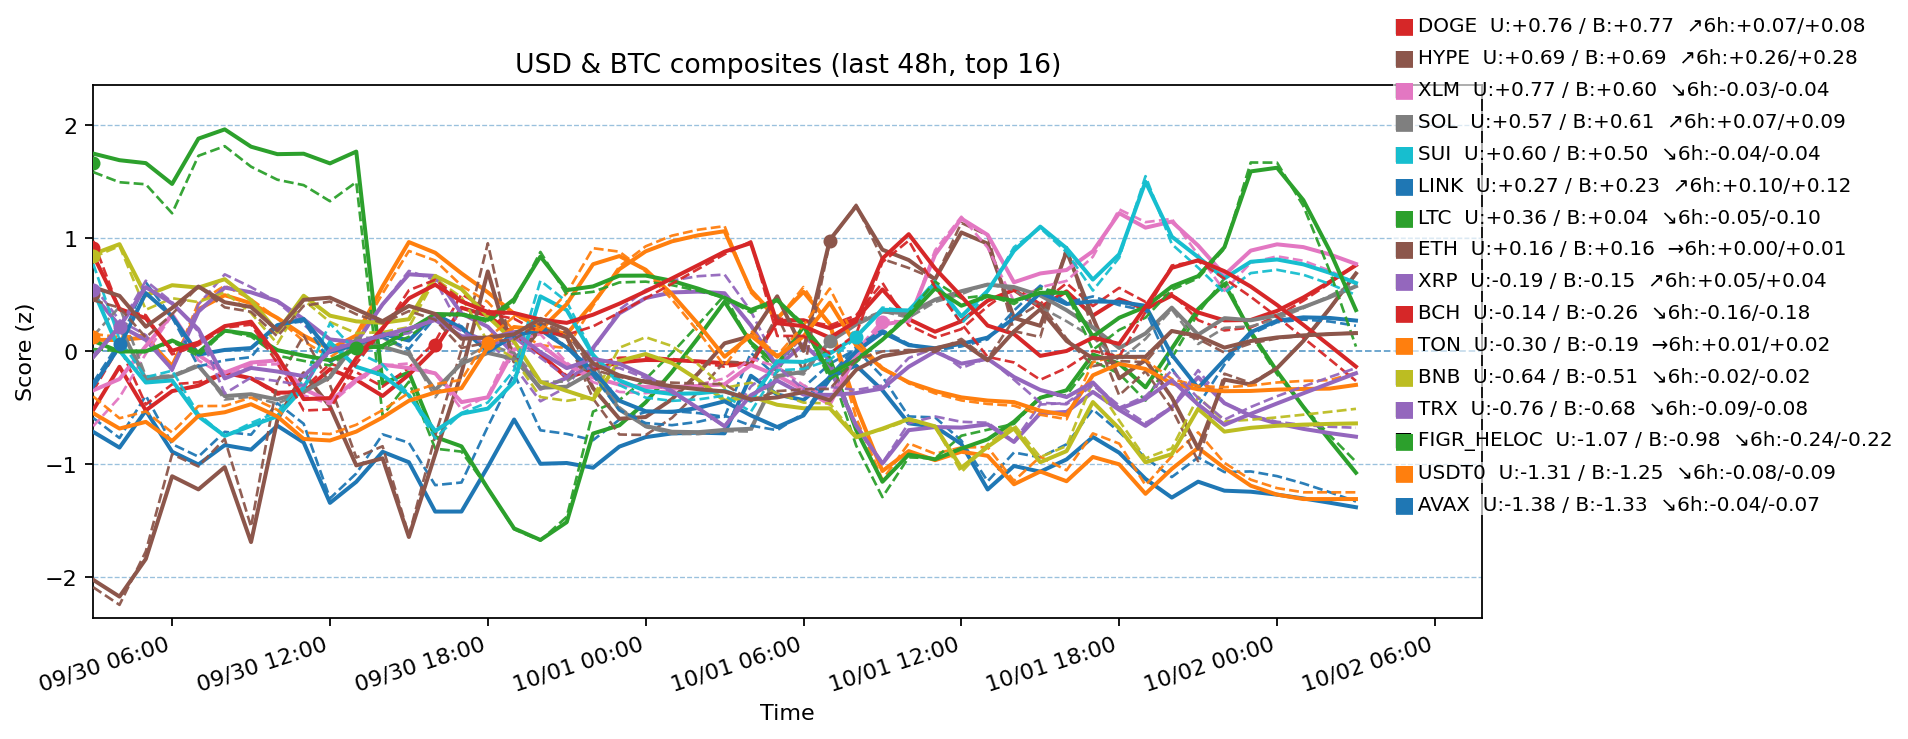 USD & BTC composites (last 48h, top 16)
DOGE U:+0.76 / B:+0.77 ↗6h:+0.07/+0.08
HYPE U:+0.69 / B:+0.69 ↗6h:+0.26/+0.28
XLM U:+0.77 / B:+0.60 ↘6h:-0.03/-0.04
SOL U:+0.57 / B:+0.61 ↗6h:+0.07/+0.09
SUI U:+0.60 / B:+0.50 ↘6h:-0.04/-0.04
LINK U:+0.27 / B:+0.23 ↗6h:+0.10/+0.12
LTC U:+0.36 / B:+0.04 ↘6h:-0.05/-0.10
ETH U:+0.16 / B:+0.16 →6h:+0.00/+0.01
XRP U:-0.19 / B:-0.15 ↗6h:+0.05/+0.04
BCH U:-0.14 / B:-0.26 ↘6h:-0.16/-0.18
TON U:-0.30 / B:-0.19 →6h:+0.01/+0.02
BNB U:-0.64 / B:-0.51 ↘6h:-0.02/-0.02
TRX U:-0.76 / B:-0.68 ↘6h:-0.09/-0.08
FIGR_HELOC U:-1.07 / B:-0.98 ↘6h:-0.24/-0.22
USDT0 U:-1.31 / B:-1.25 ↘6h:-0.08/-0.09
AVAX U:-1.38 / B:-1.33 ↘6h:-0.04/-0.07
Score (z)
2
1
0
−1
−2
09/30 06:00
09/30 12:00
09/30 18:00
10/01 00:00
10/01 06:00
10/01 12:00
10/01 18:00
10/02 00:00
10/02 06:00
Time